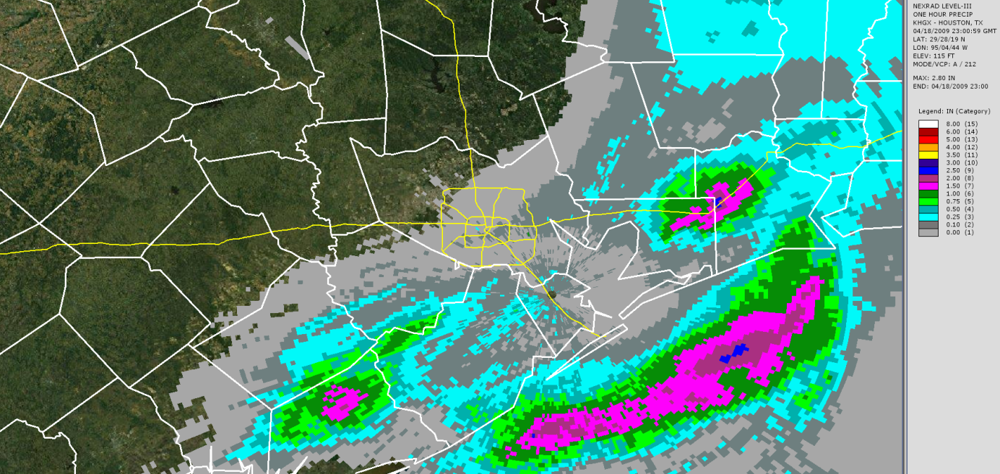 NEXRAD LEVEL-III
ONE HOUR PRECIP
KHGX - HOUSTON, TX
04/18/2009 23:00:59 GMT
LAT: 29/28/19 N
LON: 95/04/44 W
ELEV: 115 FT
MODE/VCP: A / 212
MAX: 2.80 IN
END: 04/18/2009 23:00
Legend: IN (Category)
8.00 (15)
6.00 (14)
5.00 (13)
4.00 (12)
3.50 (11)
3.00 (10)
2.50 (9)
2.00 (8)
1.50 (7)
1.00 (6)
0.75 (5)
0.50 (4)
0.25 (3)
0.10 (2)
0.00 (1)